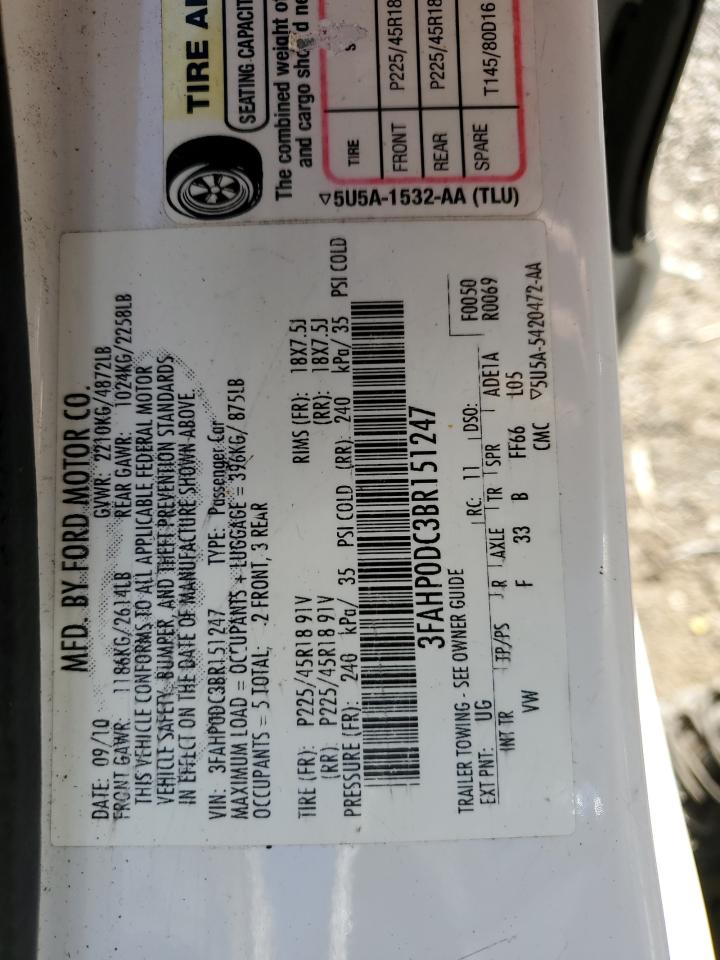 MFD. BY FORD MOTOR CO.
DATE: 09/10 GVWR: 2210KG/4872LB
FRONT GAWR: 1186KG/2614LB REAR GAWR: 1024KG/2258LB
THIS VEHICLE CONFORMS TO ALL APPLICABLE FEDERAL MOTOR
VEHICLE SAFETY, BUMPER, AND THEFT PREVENTION STANDARDS
IN EFFECT ON THE DATE OF MANUFACTURE SHOWN ABOVE.
VIN: 3FAHP0DC3BR151247 TYPE: Passenger Car
MAXIMUM LOAD = OCCUPANTS + LUGGAGE = 396KG/ 875LB
OCCUPANTS = 5 TOTAL; 2 FRONT, 3 REAR
TIRE (FR): P225/45R18 91V RIMS (FR): 18X7.5J
(RR): P225/45R18 91V (RR): 18X7.5J
PRESSURE (FR): 240 kPa/ 35 PSI COLD (RR): 240 kPa/ 35 PSI COLD
3FAHP0DC3BR151247
TRAILER TOWING - SEE OWNER GUIDE F0050
EXT PNT: UG RC: 11 DSO: R0069
INT TR TP/PS R AXLE TR SPR ADE1A
VW F 33 B FF66 L05
CMC ▽5U5A-5420472-AA
TIRE A
SEATING CAPACIT
The combined weight of
and cargo sho d ne
TIRE S
FRONT P225/45R18
REAR P225/45R18
SPARE T145/80D16
▽5U5A-1532-AA (TLU)